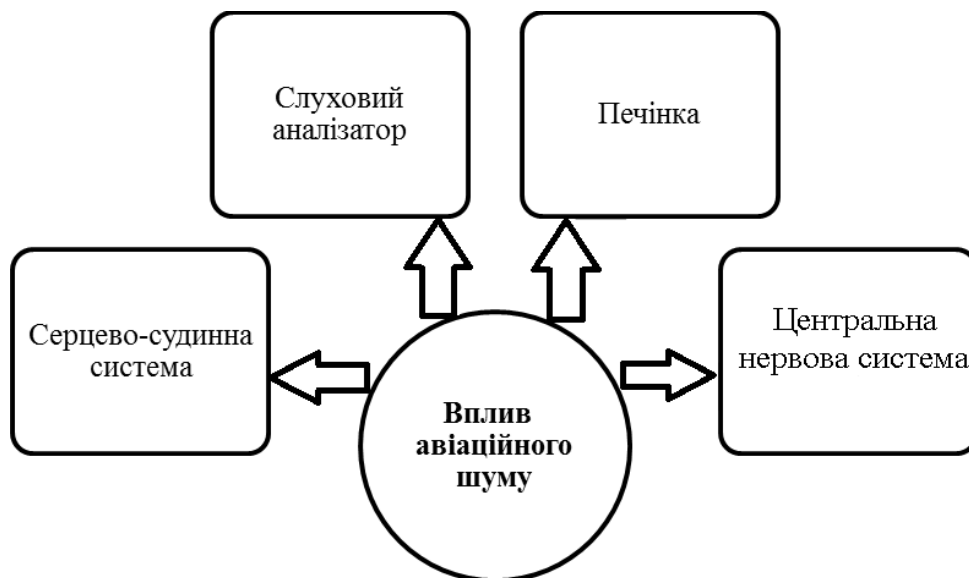 Слуховий
аналізатор
Печінка
Серцево-судинна
система
Центральна
нервова система
Вплив
авіаційного
шуму